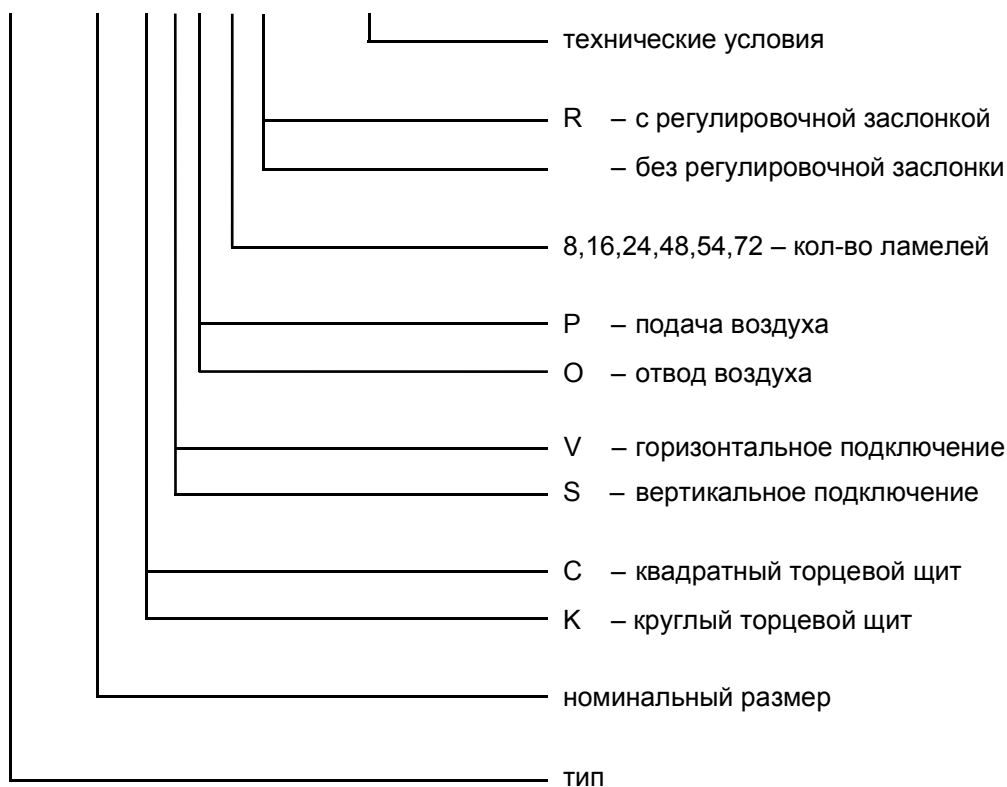 технические условия
R – с регулировочной заслонкой
– без регулировочной заслонки
8,16,24,48,54,72 – кол-во ламелей
P – подача воздуха
O – отвод воздуха
V – горизонтальное подключение
S – вертикальное подключение
C – квадратный торцевой щит
K – круглый торцевой щит
номинальный размер
тип